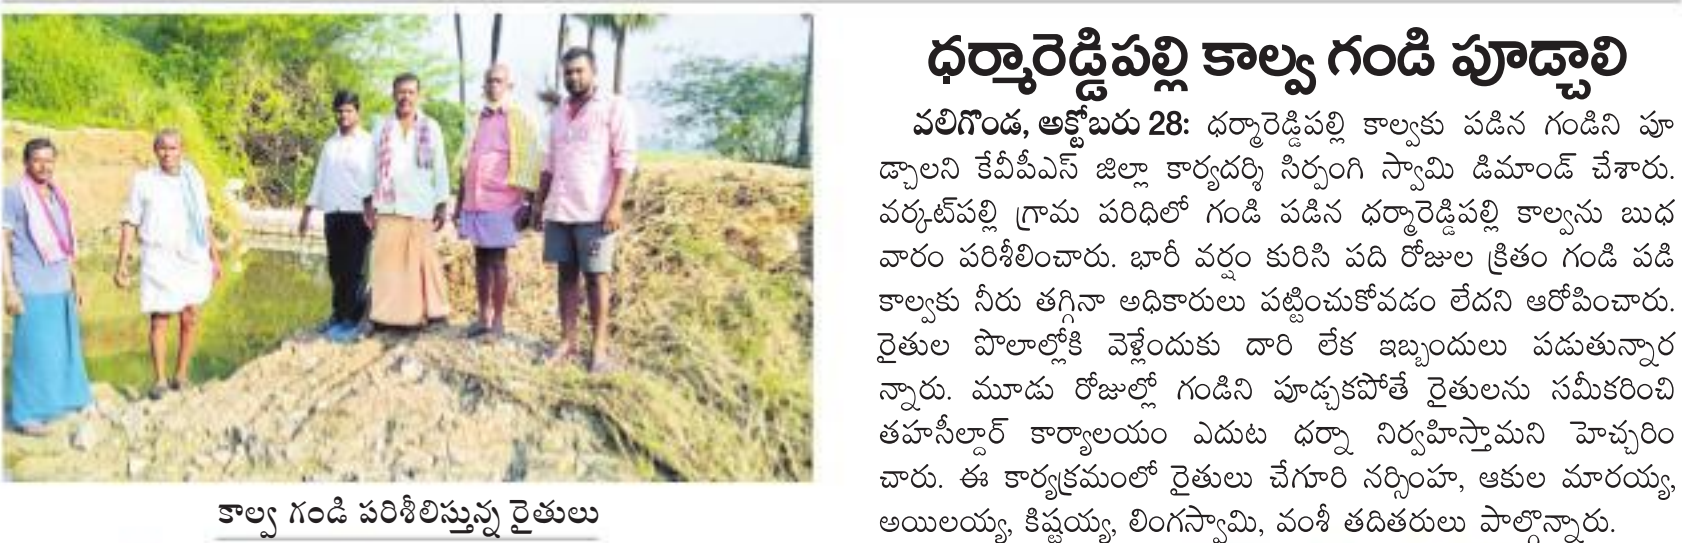 ధర్మారెడ్డిపల్లి కాల్వ గండి పూడ్చాలి
వలిగొండ, అక్టోబరు 28: ధర్మారెడ్డిపల్లి కాల్వకు పడిన గండిని పూ
డ్చాలని కేవీపీఎస్ జిల్లా కార్యదర్శి సిర్పంగి స్వామి డిమాండ్ చేశారు.
వర్కట్‌పల్లి గ్రామ పరిధిలో గండి పడిన ధర్మారెడ్డిపల్లి కాల్వను బుధ
వారం పరిశీలించారు. భారీ వర్షం కురిసి పది రోజుల క్రితం గండి పడి
కాల్వకు నీరు తగ్గినా అధికారులు పట్టించుకోవడం లేదని ఆరోపించారు.
రైతుల పొలాల్లోకి వెళ్లేందుకు దారి లేక ఇబ్బందులు పడుతున్నార
న్నారు. మూడు రోజుల్లో గండిని పూడ్చకపోతే రైతులను సమీకరించి
తహసీల్దార్ కార్యాలయం ఎదుట ధర్నా నిర్వహిస్తామని హెచ్చరిం
చారు. ఈ కార్యక్రమంలో రైతులు చేగూరి నర్సింహ, ఆకుల మారయ్య,
అయిలయ్య, కిష్టయ్య, లింగస్వామి, వంశీ తదితరులు పాల్గొన్నారు.
కాల్వ గండి పరిశీలిస్తున్న రైతులు